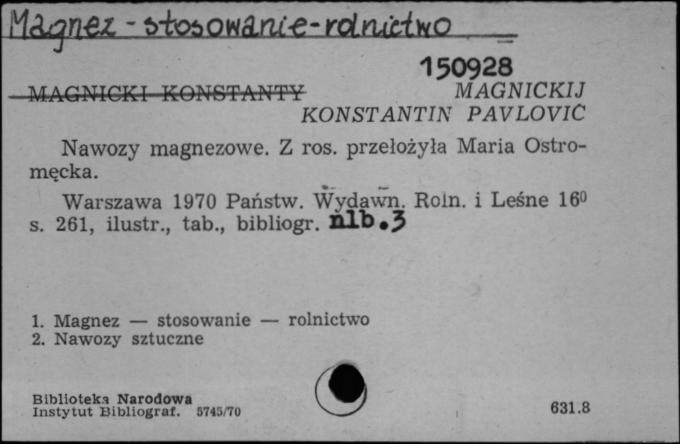 Magnez - stosowanie - rolnictwo
150928
MAGNICKI KONSTANTY MAGNICKIJ
KONSTANTIN PAVLOVIČ
Nawozy magnezowe. Z ros. przełożyła Maria Ostro-
męcka.
Warszawa 1970 Państw. Wydawn. Roln. i Leśne 16⁰
s. 261, ilustr., tab., bibliogr. nlb. 3
1. Magnez — stosowanie — rolnictwo
2. Nawozy sztuczne
Biblioteka Narodowa
Instytut Bibliograf. 5745/70
631.8